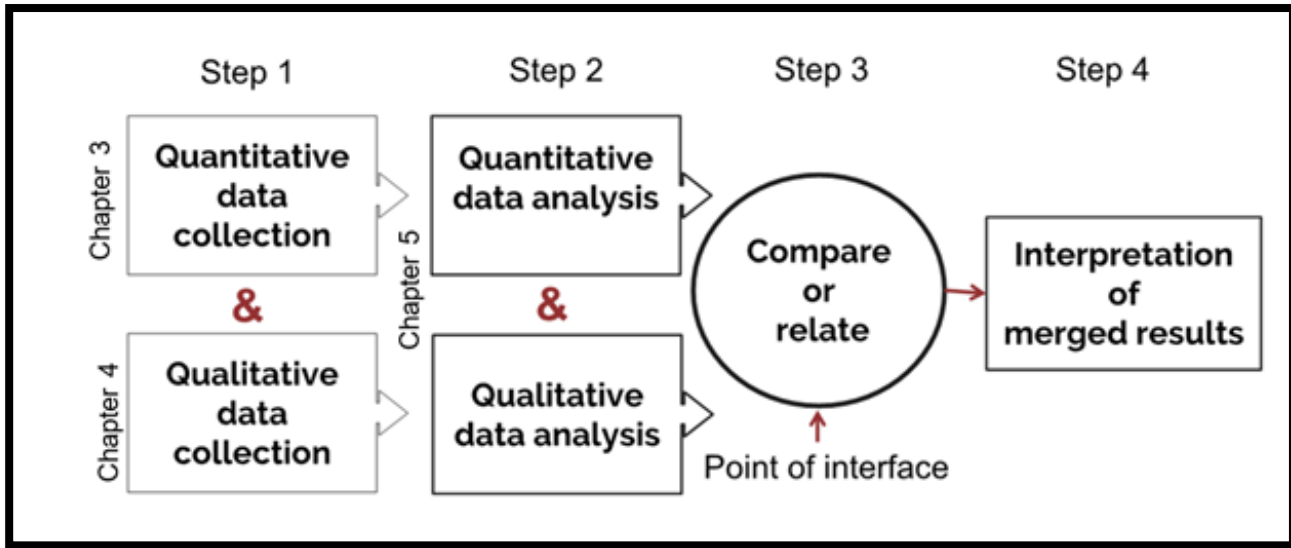 Step 1
Step 2
Step 3
Step 4
Chapter 3
Quantitative
data
collection
&
Chapter 4
Qualitative
data
collection
Chapter 5
Quantitative
data analysis
&
Qualitative
data analysis
Compare
or
relate
Point of interface
Interpretation
of
merged results